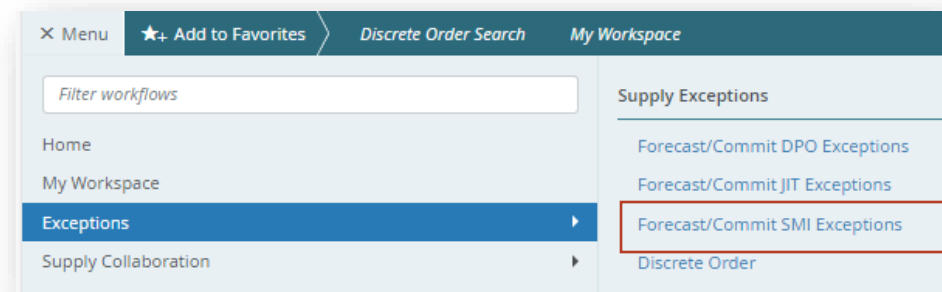 × Menu ★+ Add to Favorites Discrete Order Search My Workspace
Filter workflows
Home
My Workspace
Exceptions
Supply Collaboration
Supply Exceptions
Forecast/Commit DPO Exceptions
Forecast/Commit JIT Exceptions
Forecast/Commit SMI Exceptions
Discrete Order